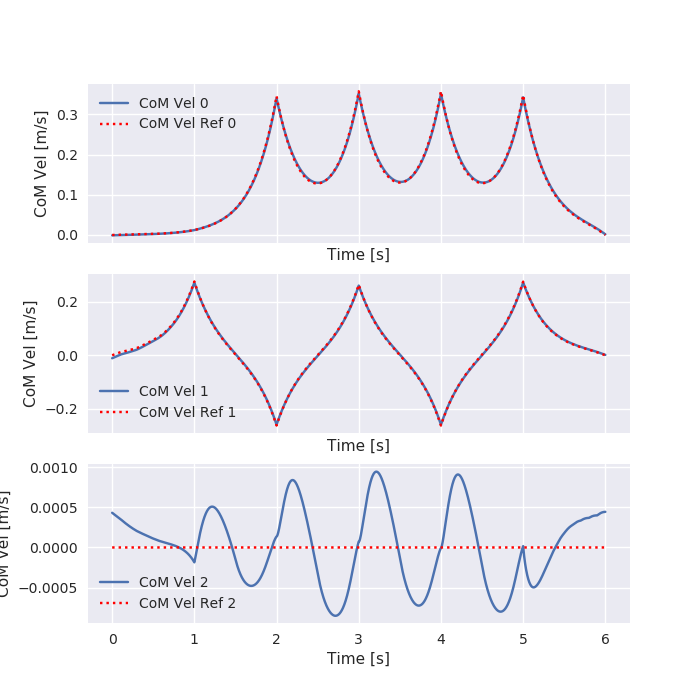 CoM Vel [m/s]
0.3
0.2
0.1
0.0
CoM Vel 0
CoM Vel Ref 0
Time [s]
CoM Vel [m/s]
0.2
0.0
−0.2
CoM Vel 1
CoM Vel Ref 1
Time [s]
CoM Vel [m/s]
0.0010
0.0005
0.0000
−0.0005
CoM Vel 2
CoM Vel Ref 2
0 1 2 3 4 5 6
Time [s]